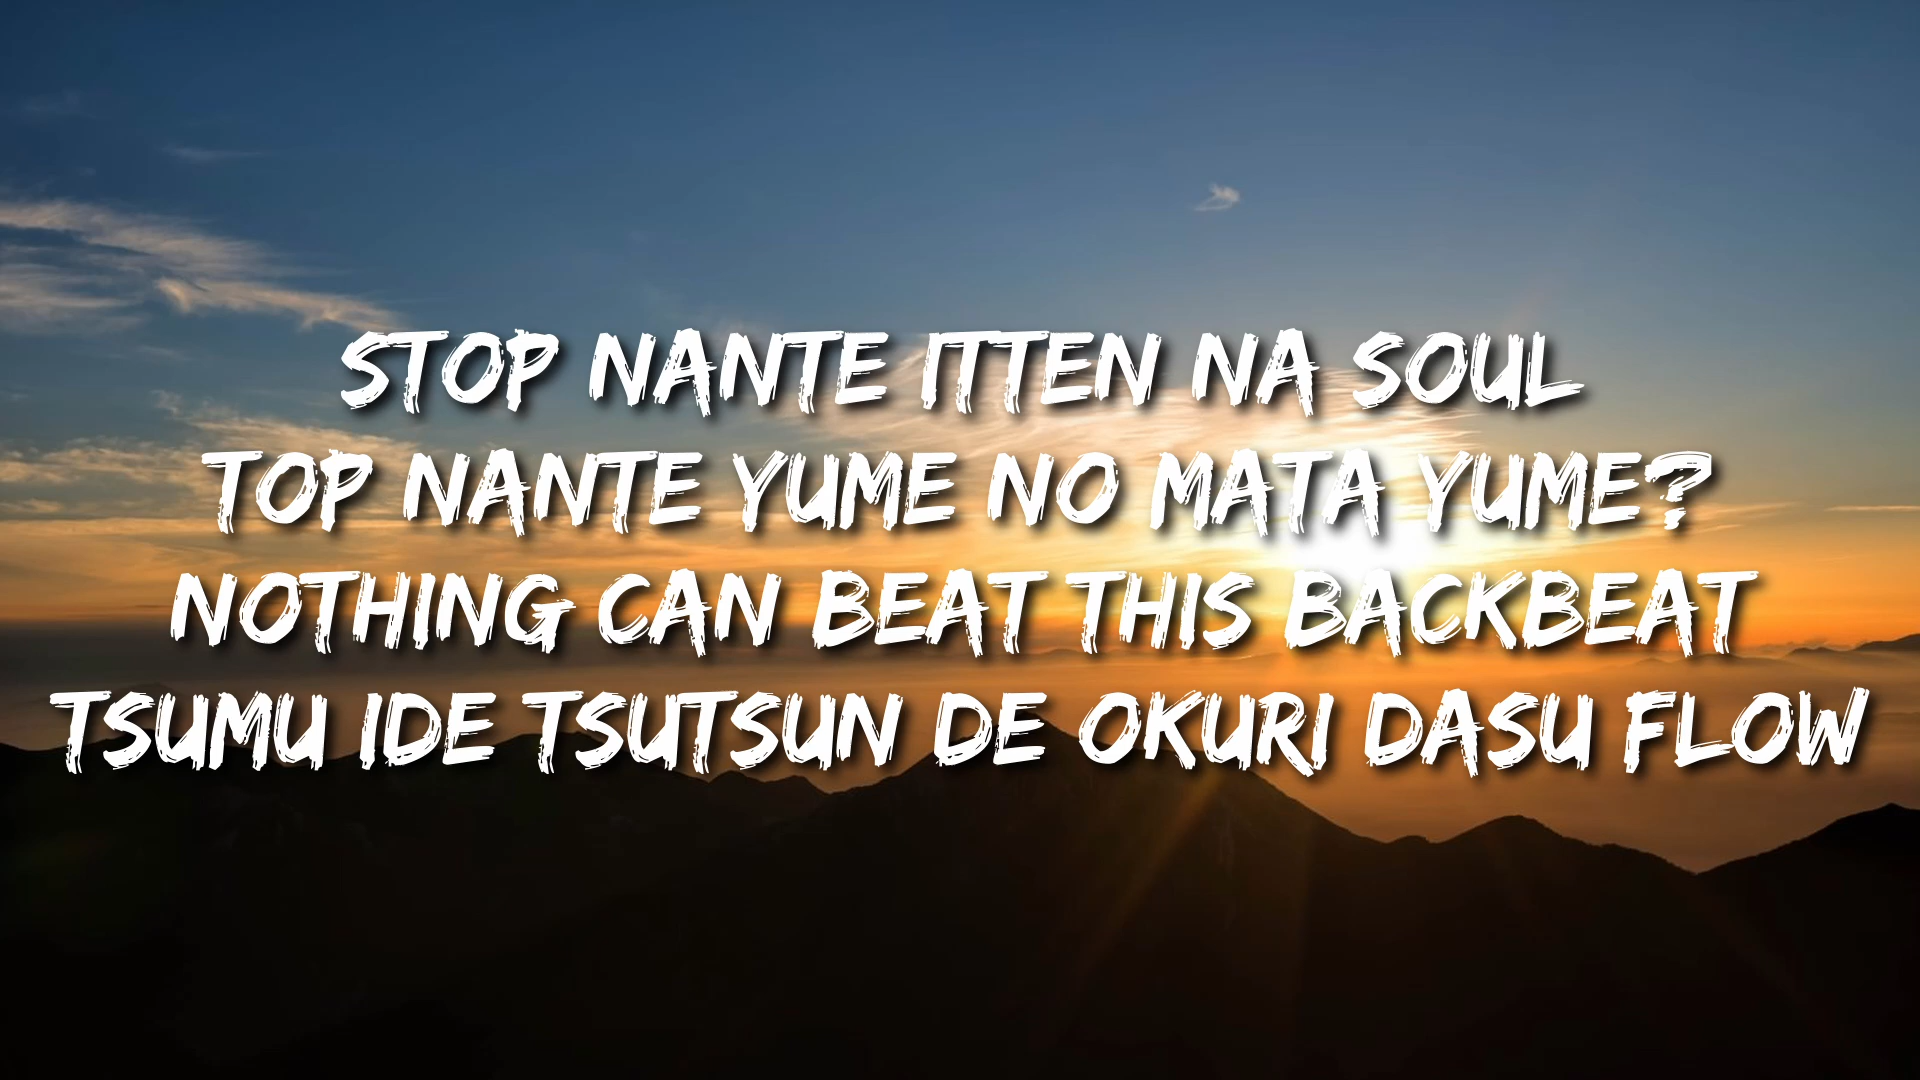 STOP NANTE ITTEN NA SOUL
TOP NANTE YUME NO MATA YUME?
NOTHING CAN BEAT THIS BACKBEAT
TSUMU IDE TSUTSUN DE OKURI DASU FLOW